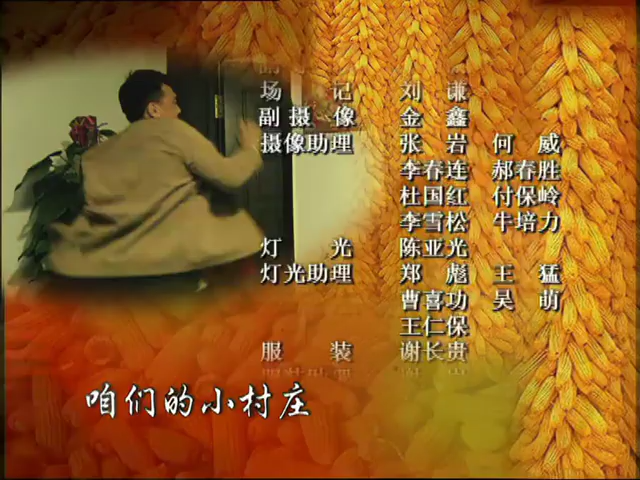 场 记 刘 谦
副 摄 像 金 鑫
摄像助理 张 岩 何 威
李春连 郝春胜
杜国红 付保岭
李雪松 牛培力
灯 光 陈亚光
灯光助理 郑 彪 王 猛
曹喜功 吴 萌
王仁保
服 装 谢长贵
咱们的小村庄